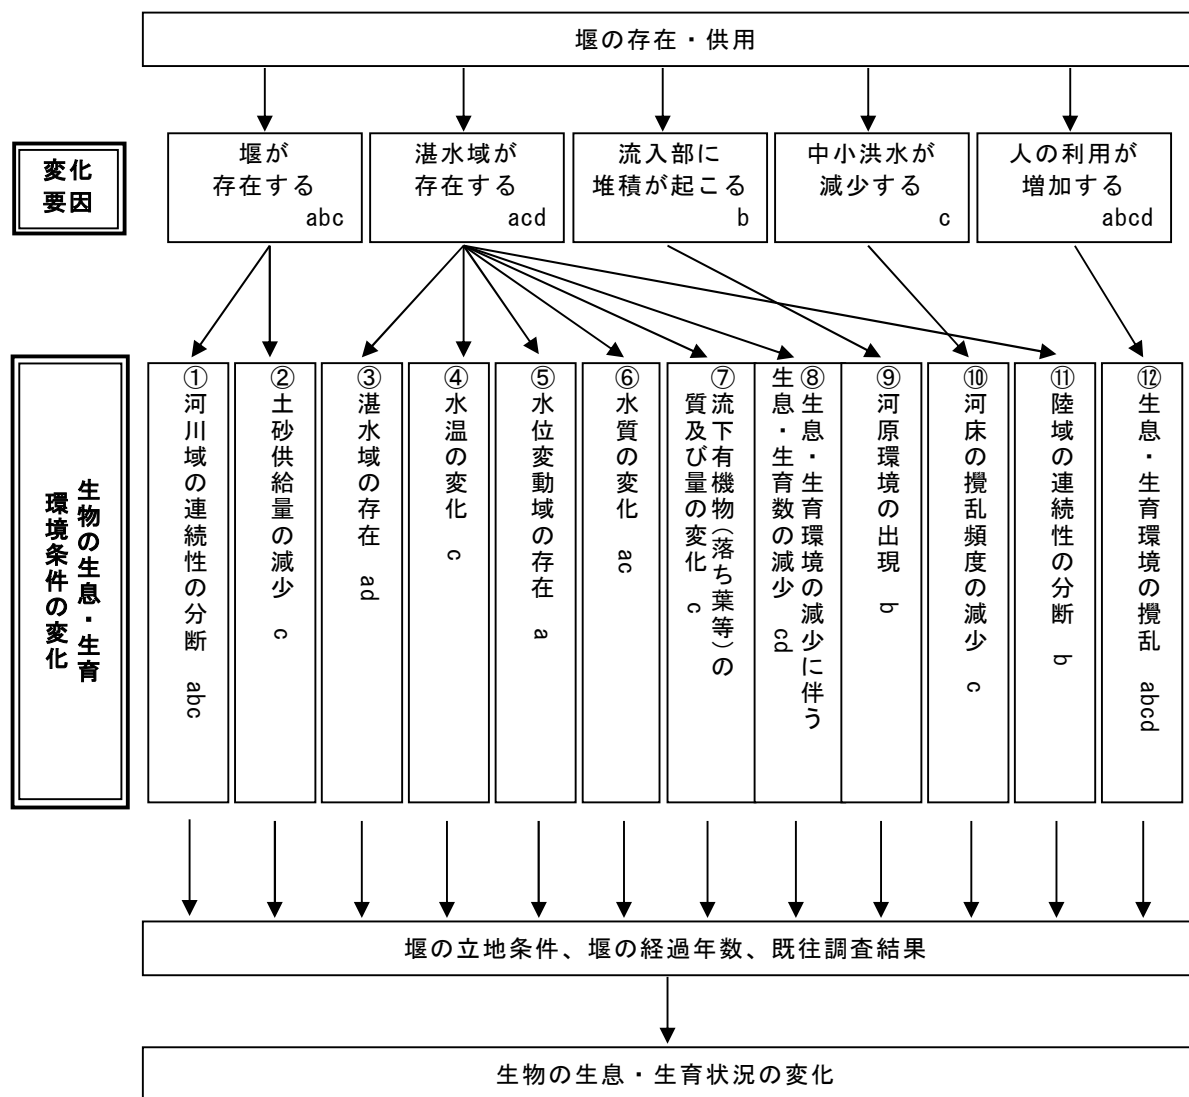 堰の存在・供用
変化
要因
堰が
存在する
abc
湛水域が
存在する
acd
流入部に
堆積が起こる
b
中小洪水が
減少する
c
人の利用が
増加する
abcd
生物の生息・生育
環境条件の変化
①河川域の連続性の分断 abc
②土砂供給量の減少 c
③湛水域の存在 ad
④水温の変化 c
⑤水位変動域の存在 a
⑥水質の変化 ac
⑦流下有機物(落ち葉等)の
質及び量の変化 c
⑧生息・生育環境の減少に伴う
生息・生育数の減少 cd
⑨河原環境の出現 b
⑩河床の攪乱頻度の減少 c
⑪陸域の連続性の分断 b
⑫生息・生育環境の攪乱 abcd
堰の立地条件、堰の経過年数、既往調査結果
生物の生息・生育状況の変化